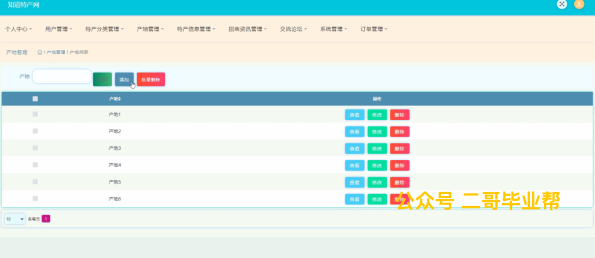 知道特产网
个人中心 用户管理 特产分类管理 产地管理 特产信息管理 招商资讯管理 交流论坛 系统管理 订单管理
产地管理 / 产地管理 / 产地列表
产地 添加 批量删除
产地 操作
产地1 查看 修改 删除
产地2 查看 修改 删除
产地3 查看 修改 删除
产地4 查看 修改 删除
产地5 查看 修改 删除
产地6 查看 修改 删除
公众号 二哥毕业帮
10 1